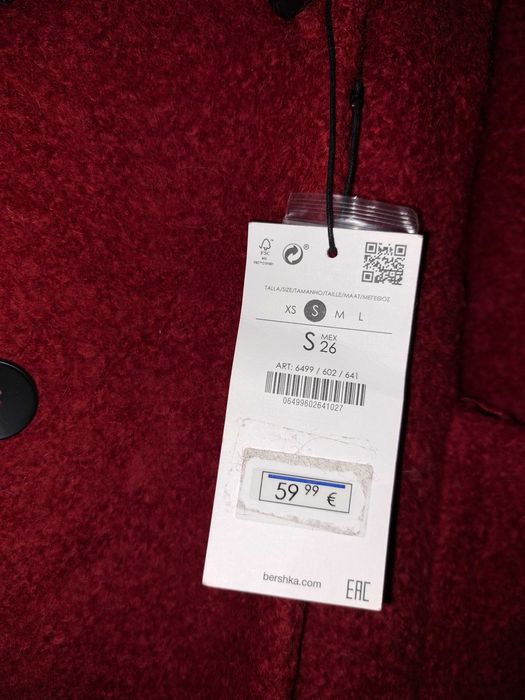 FSC
TALLA/SIZE/TAMANHO/TAILLE/MAAT/ΜΕΓΕΘΟΣ
XS S M L
S MEX 26
ART: 6499 / 602 / 641
06499602641027
59 99 €
bershka.com
EAC